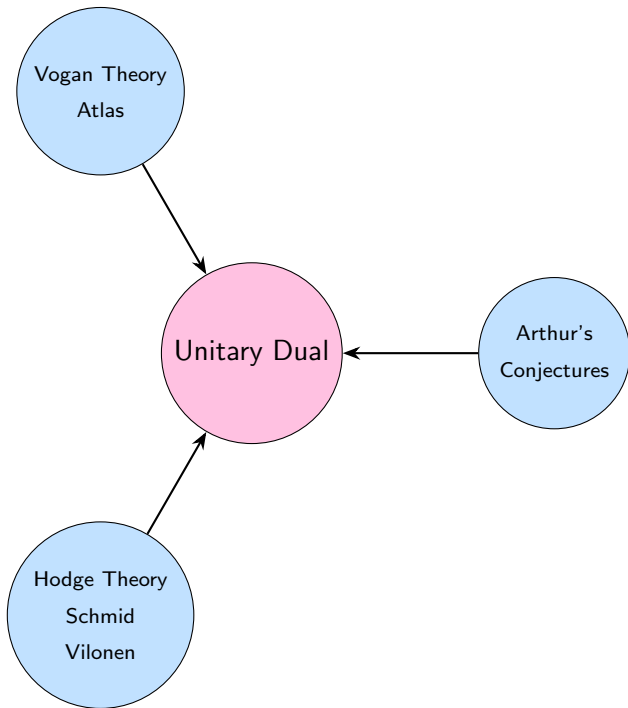 Vogan Theory
Atlas
Unitary Dual
Arthur's
Conjectures
Hodge Theory
Schmid
Vilonen